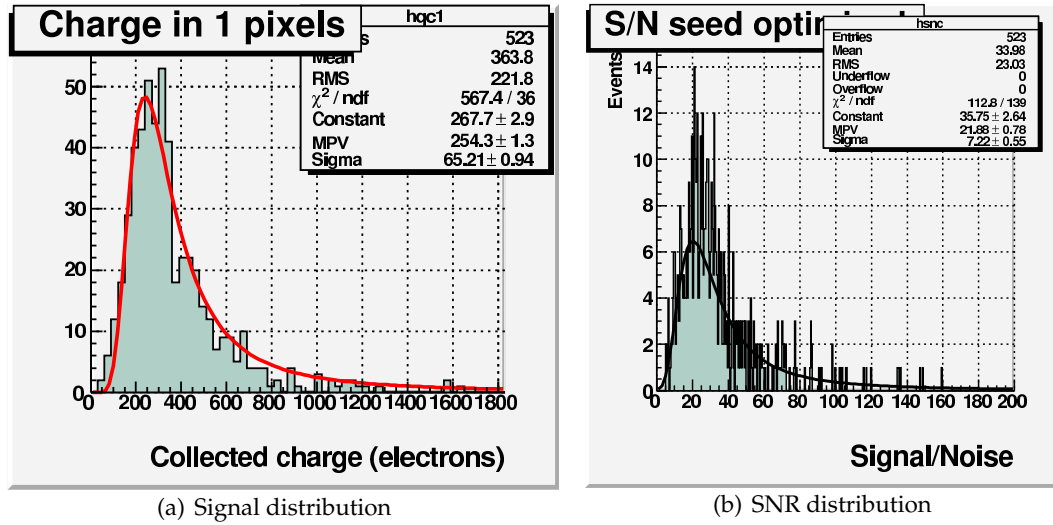 Charge in 1 pixels
hqc1
523
Mean 363.8
RMS 221.8
χ² / ndf 567.4 / 36
Constant 267.7 ± 2.9
MPV 254.3 ± 1.3
Sigma 65.21 ± 0.94
50
40
30
20
10
0
0 200 400 600 800 1000 1200 1400 1600 1800
Collected charge (electrons)
(a) Signal distribution
S/N seed optim
hsnc
Entries 523
Mean 33.98
RMS 23.03
Underflow 0
Overflow 0
χ² / ndf 112.8 / 139
Constant 35.75 ± 2.64
MPV 21.88 ± 0.78
Sigma 7.22 ± 0.55
Events
14
12
10
8
6
4
2
0
0 20 40 60 80 100 120 140 160 180 200
Signal/Noise
(b) SNR distribution